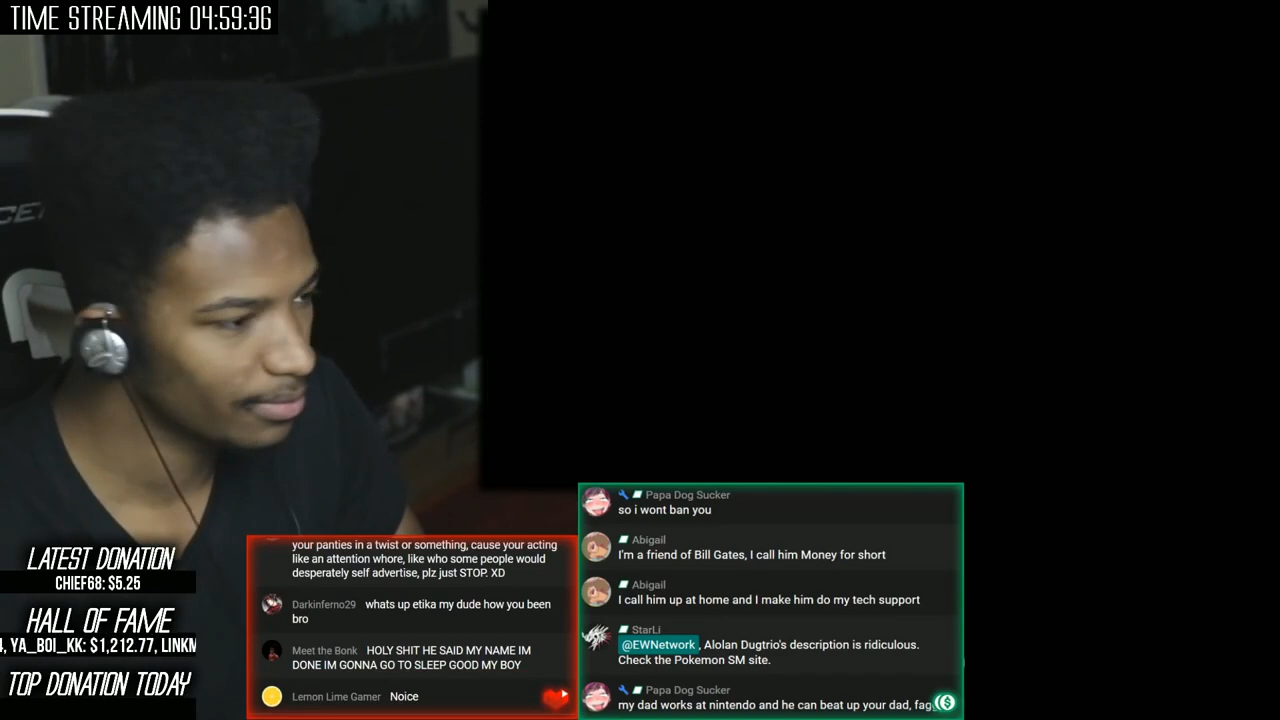 TIME STREAMING 04:59:36
LATEST DONATION
CHIEF68: $5.25
HALL OF FAME
, YA_BOI_KK: $1,212.77, LINKM
TOP DONATION TODAY
your panties in a twist or something, cause your acting
like an attention whore, like who some people would
desperately self advertise, plz just STOP. XD
Darkinferno29 whats up etika my dude how you been
bro
Meet the Bonk HOLY SHIT HE SAID MY NAME IM
DONE IM GONNA GO TO SLEEP GOOD MY BOY
Lemon Lime Gamer Noice
Papa Dog Sucker
so i wont ban you
Abigail
I'm a friend of Bill Gates, I call him Money for short
Abigail
I call him up at home and I make him do my tech support
StarLi
@EWNetwork, Alolan Dugtrio's description is ridiculous.
Check the Pokemon SM site.
Papa Dog Sucker
my dad works at nintendo and he can beat up your dad, fag